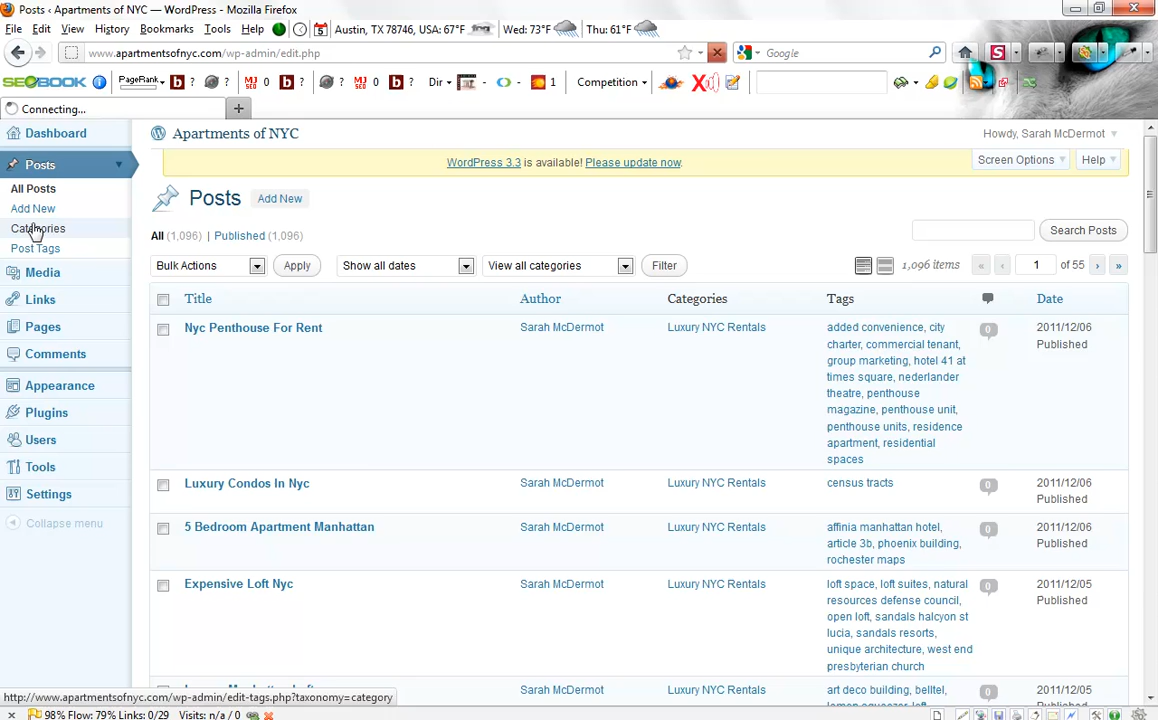 Posts ‹ Apartments of NYC — WordPress - Mozilla Firefox
File Edit View History Bookmarks Tools Help Austin, TX 78746, USA: 67°F Wed: 73°F Thu: 61°F
www.apartmentsofnyc.com/wp-admin/edit.php Google
SEOBOOK PageRank ? ? MJ 0 ? ? MJ 0 ? Dir - - 1 Competition
Connecting...
Dashboard
Posts
All Posts
Add New
Categories
Post Tags
Media
Links
Pages
Comments
Appearance
Plugins
Users
Tools
Settings
Collapse menu
Apartments of NYC Howdy, Sarah McDermot
WordPress 3.3 is available! Please update now. Screen Options Help
Posts Add New
All (1,096) | Published (1,096) Search Posts
Bulk Actions Apply Show all dates View all categories Filter 1,096 items « ‹ 1 of 55 › »
Title Author Categories Tags Date
Nyc Penthouse For Rent Sarah McDermot Luxury NYC Rentals added convenience, city 0 2011/12/06
charter, commercial tenant, Published
group marketing, hotel 41 at
times square, nederlander
theatre, penthouse
magazine, penthouse unit,
penthouse units, residence
apartment, residential
spaces
Luxury Condos In Nyc Sarah McDermot Luxury NYC Rentals census tracts 0 2011/12/06
Published
5 Bedroom Apartment Manhattan Sarah McDermot Luxury NYC Rentals affinia manhattan hotel, 0 2011/12/06
article 3b, phoenix building, Published
rochester maps
Expensive Loft Nyc Sarah McDermot Luxury NYC Rentals loft space, loft suites, natural 0 2011/12/05
resources defense council, Published
open loft, sandals halcyon st
lucia, sandals resorts,
unique architecture, west end
presbyterian church
Sarah McDermot Luxury NYC Rentals art deco building, belltel, 0 2011/12/05
http://www.apartmentsofnyc.com/wp-admin/edit-tags.php?taxonomy=category Published
98% Flow: 79% Links: 0/29 Visits: n/a / 0